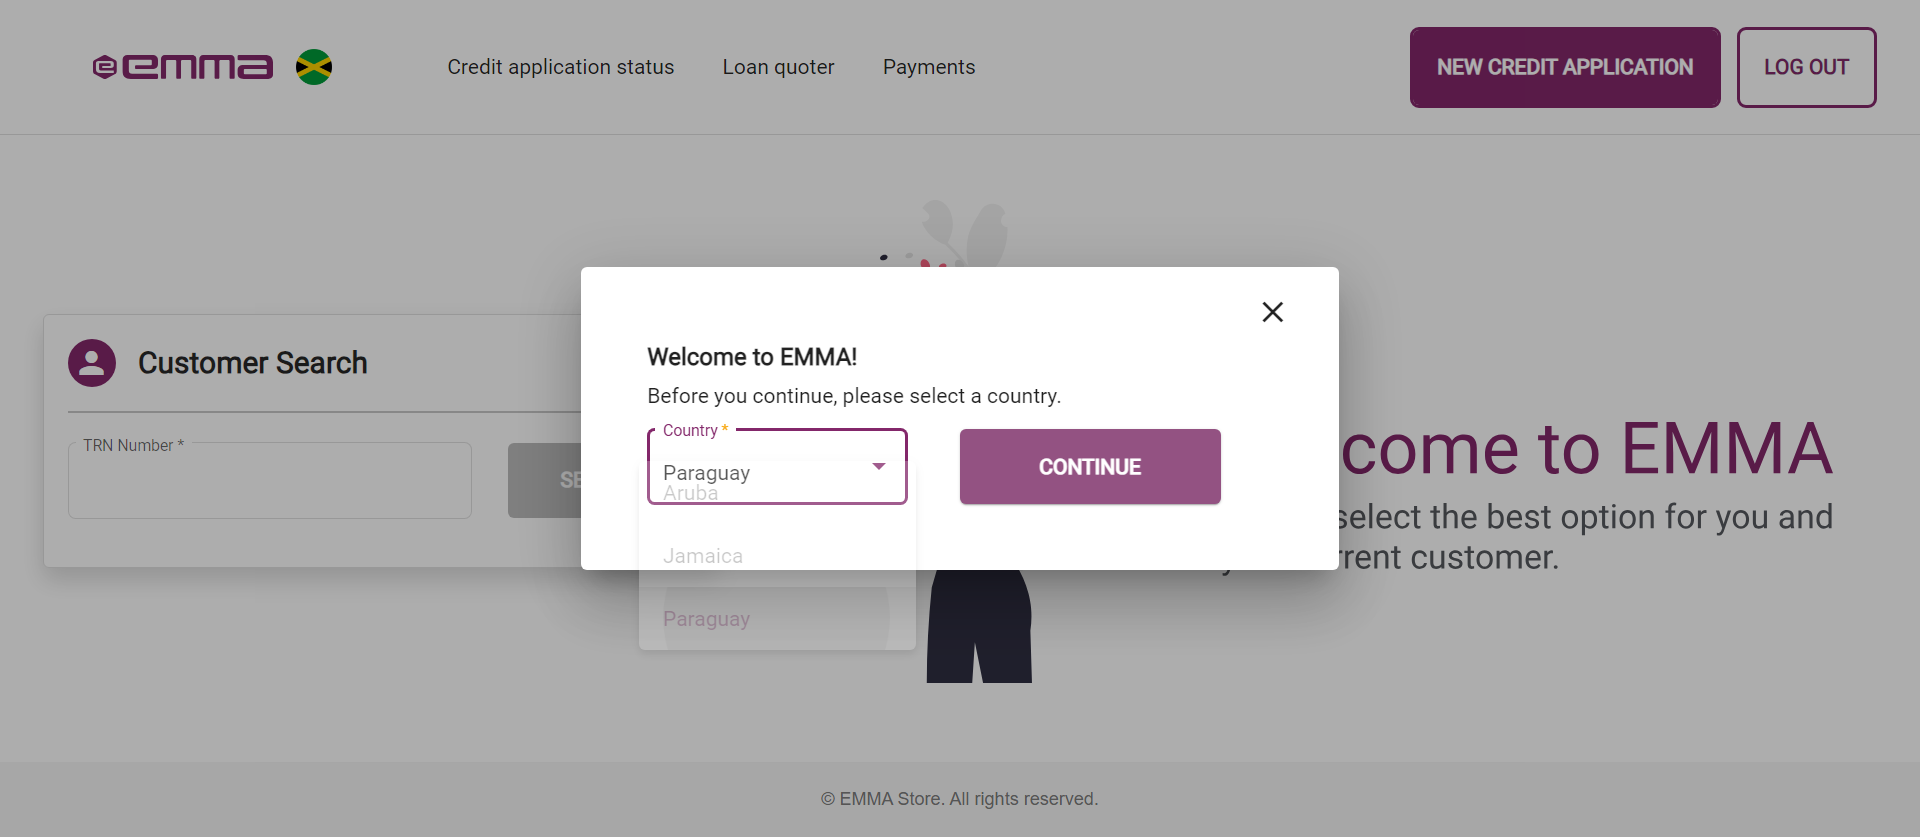 emma
Credit application status
Loan quoter
Payments
NEW CREDIT APPLICATION
LOG OUT
Customer Search
TRN Number *
Welcome to EMMA!
Before you continue, please select a country.
Country *
Paraguay
CONTINUE
Aruba
Jamaica
Paraguay
come to EMMA
select the best option for you and
rrent customer.
© EMMA Store. All rights reserved.